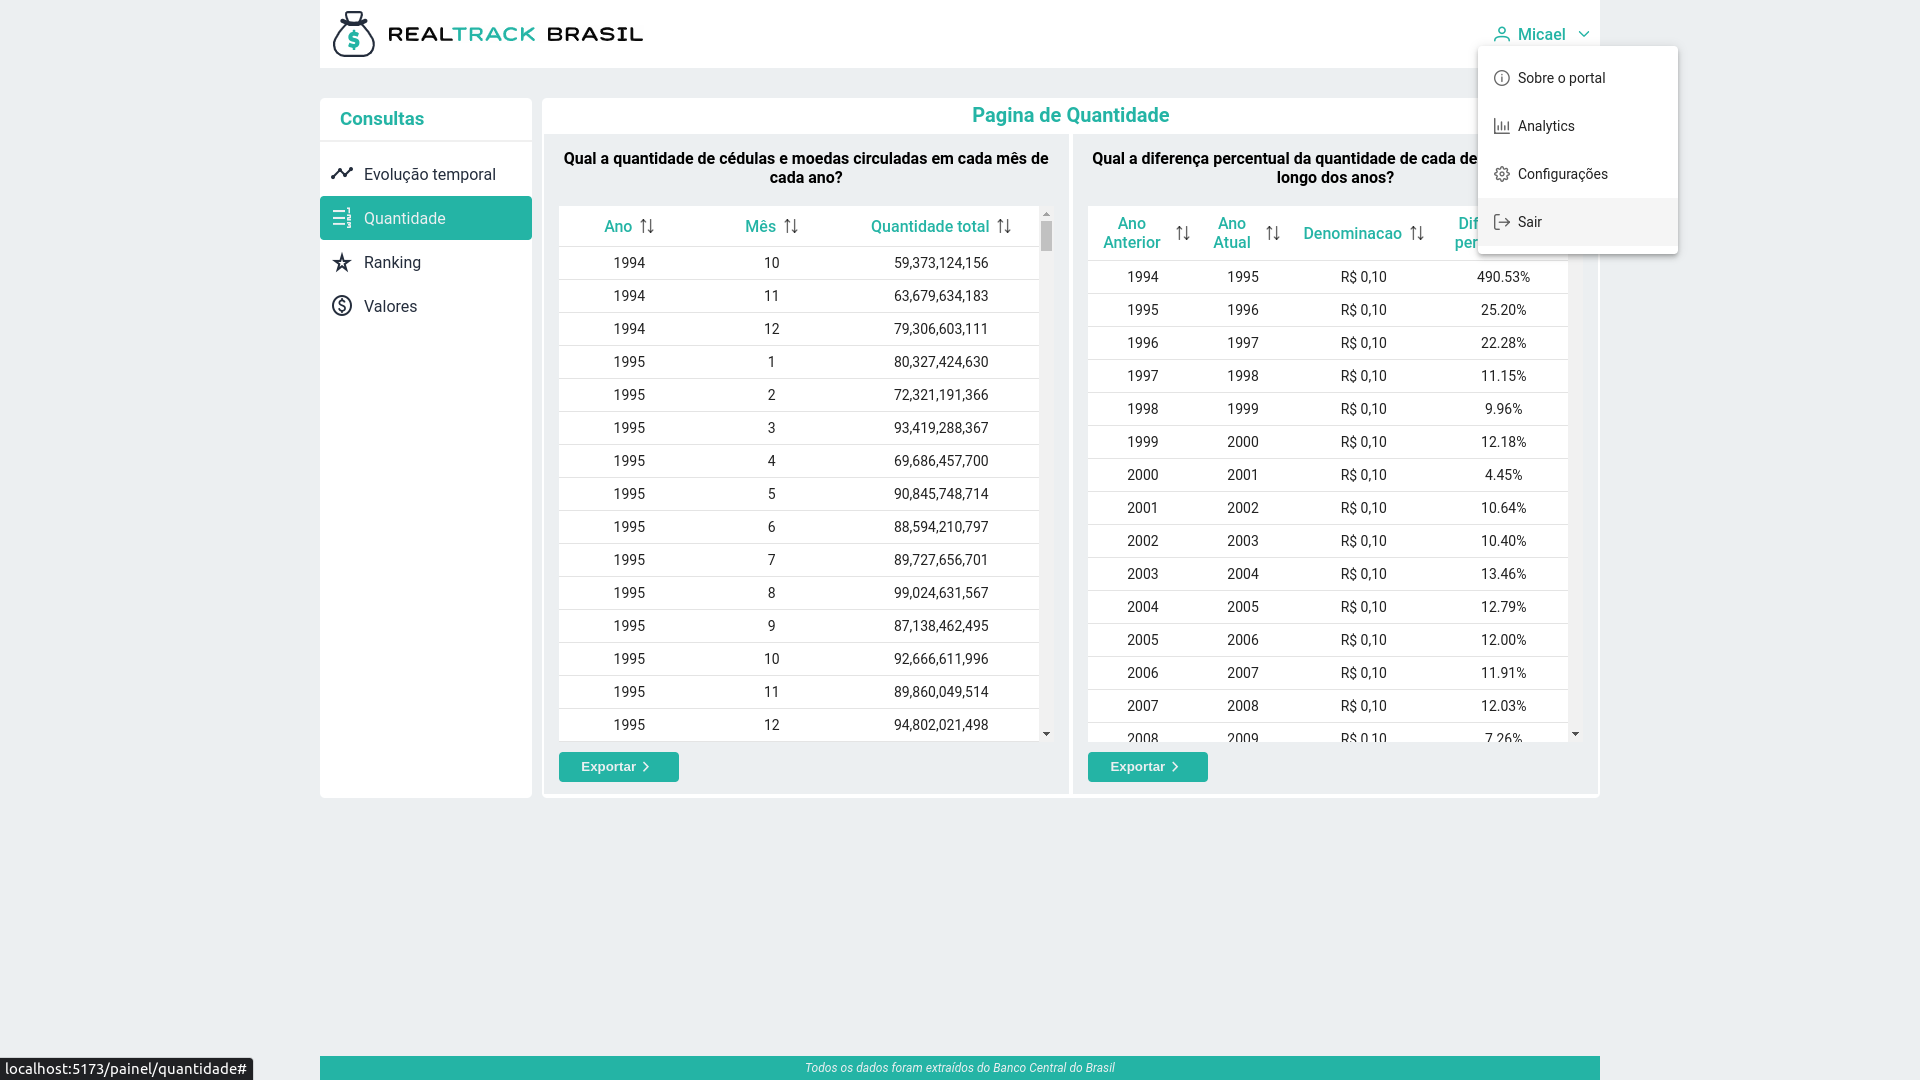 REALTRACK BRASIL
Micael
Sobre o portal
Analytics
Configurações
Sair
Consultas
Evolução temporal
Quantidade
Ranking
Valores
Pagina de Quantidade
Qual a quantidade de cédulas e moedas circuladas em cada mês de
cada ano?
Ano Mês Quantidade total
1994 10 59,373,124,156
1994 11 63,679,634,183
1994 12 79,306,603,111
1995 1 80,327,424,630
1995 2 72,321,191,366
1995 3 93,419,288,367
1995 4 69,686,457,700
1995 5 90,845,748,714
1995 6 88,594,210,797
1995 7 89,727,656,701
1995 8 99,024,631,567
1995 9 87,138,462,495
1995 10 92,666,611,996
1995 11 89,860,049,514
1995 12 94,802,021,498
Exportar
Qual a diferença percentual da quantidade de cada de
longo dos anos?
Ano Ano Denominacao Dif
Anterior Atual per
1994 1995 R$ 0,10 490.53%
1995 1996 R$ 0,10 25.20%
1996 1997 R$ 0,10 22.28%
1997 1998 R$ 0,10 11.15%
1998 1999 R$ 0,10 9.96%
1999 2000 R$ 0,10 12.18%
2000 2001 R$ 0,10 4.45%
2001 2002 R$ 0,10 10.64%
2002 2003 R$ 0,10 10.40%
2003 2004 R$ 0,10 13.46%
2004 2005 R$ 0,10 12.79%
2005 2006 R$ 0,10 12.00%
2006 2007 R$ 0,10 11.91%
2007 2008 R$ 0,10 12.03%
2008 2009 R$ 0,10 7.26%
Exportar
Todos os dados foram extraídos do Banco Central do Brasil
localhost:5173/painel/quantidade#